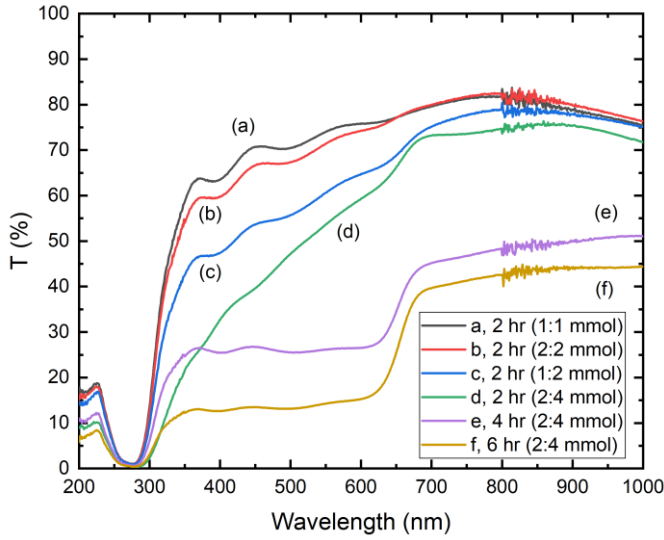 100
90
80
70
60
50
40
30
20
10
0
T (%)
(a)
(b)
(c)
(d)
(e)
(f)
a, 2 hr (1:1 mmol)
b, 2 hr (2:2 mmol)
c, 2 hr (1:2 mmol)
d, 2 hr (2:4 mmol)
e, 4 hr (2:4 mmol)
f, 6 hr (2:4 mmol)
200 300 400 500 600 700 800 900 1000
Wavelength (nm)